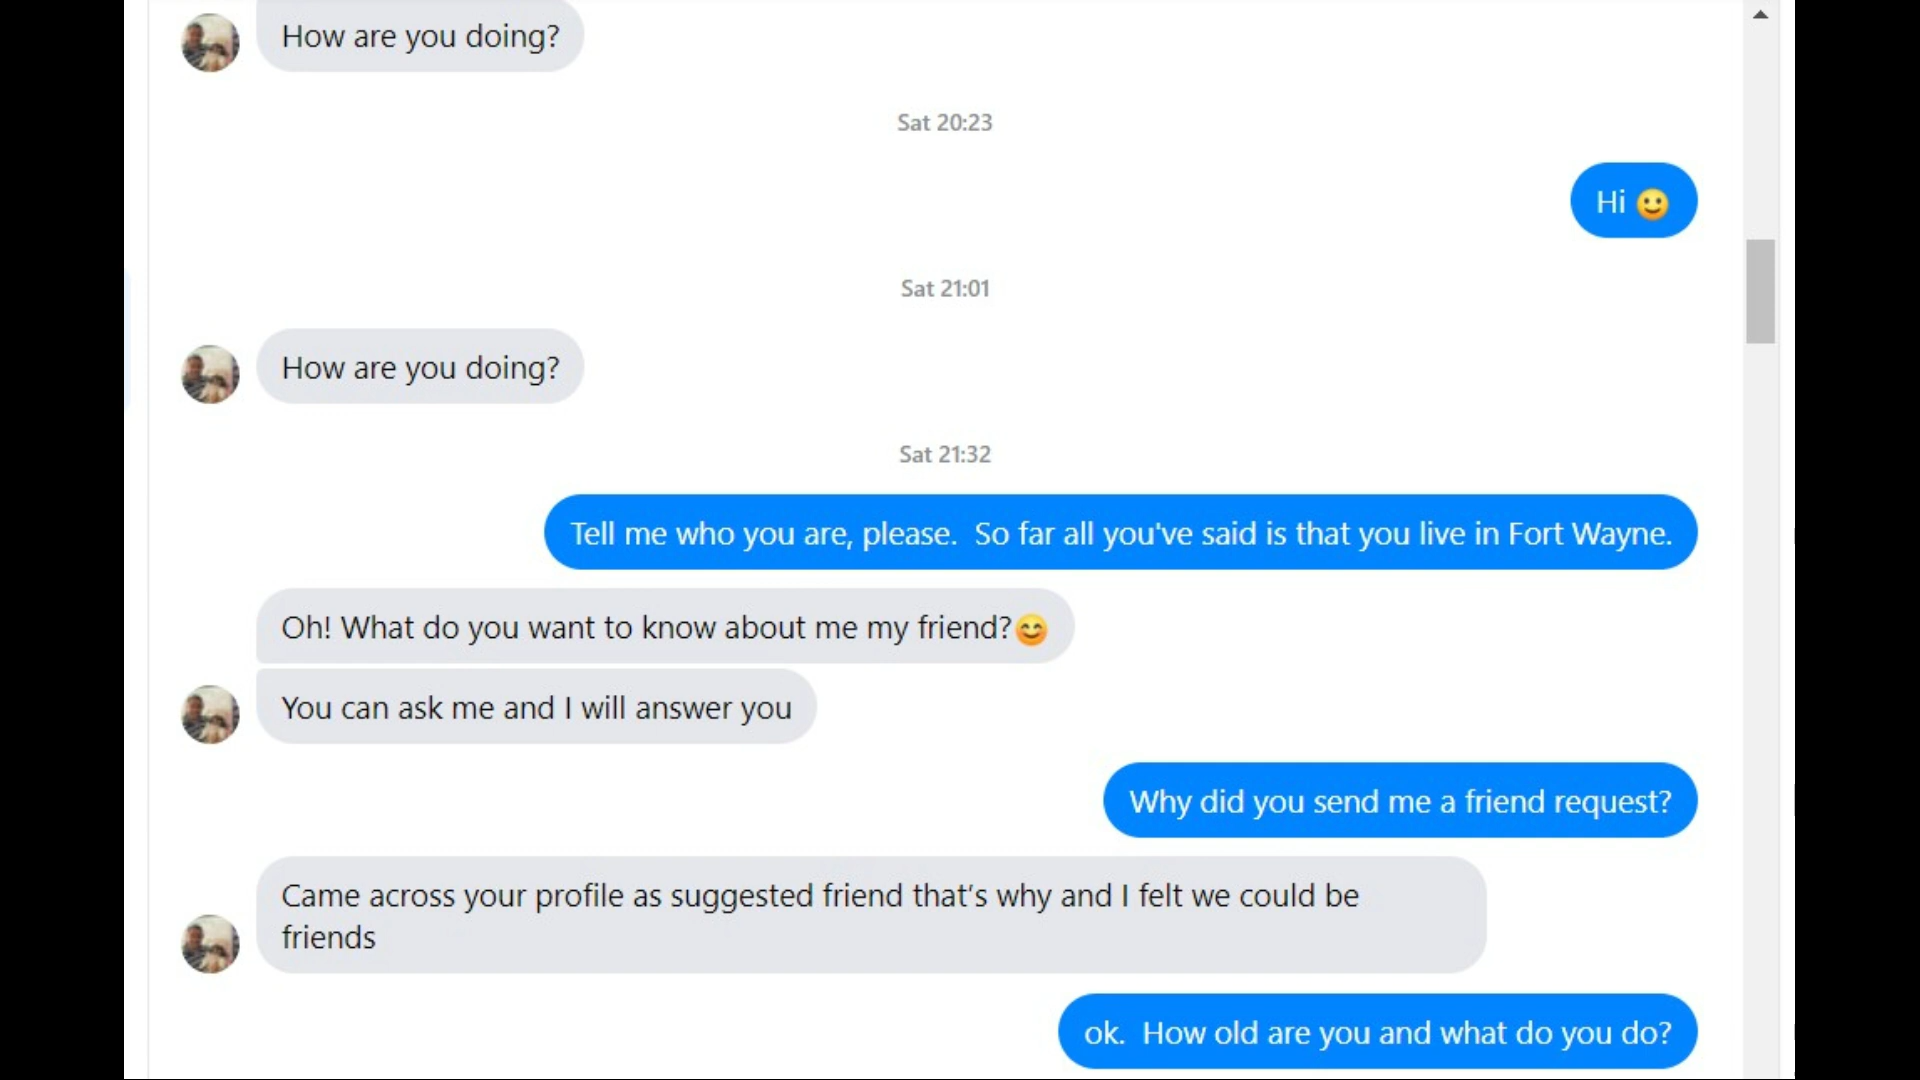 How are you doing?
Sat 20:23
Hi 🙂
Sat 21:01
How are you doing?
Sat 21:32
Tell me who you are, please.  So far all you've said is that you live in Fort Wayne.
Oh! What do you want to know about me my friend?😊
You can ask me and I will answer you
Why did you send me a friend request?
Came across your profile as suggested friend that's why and I felt we could be
friends
ok.  How old are you and what do you do?